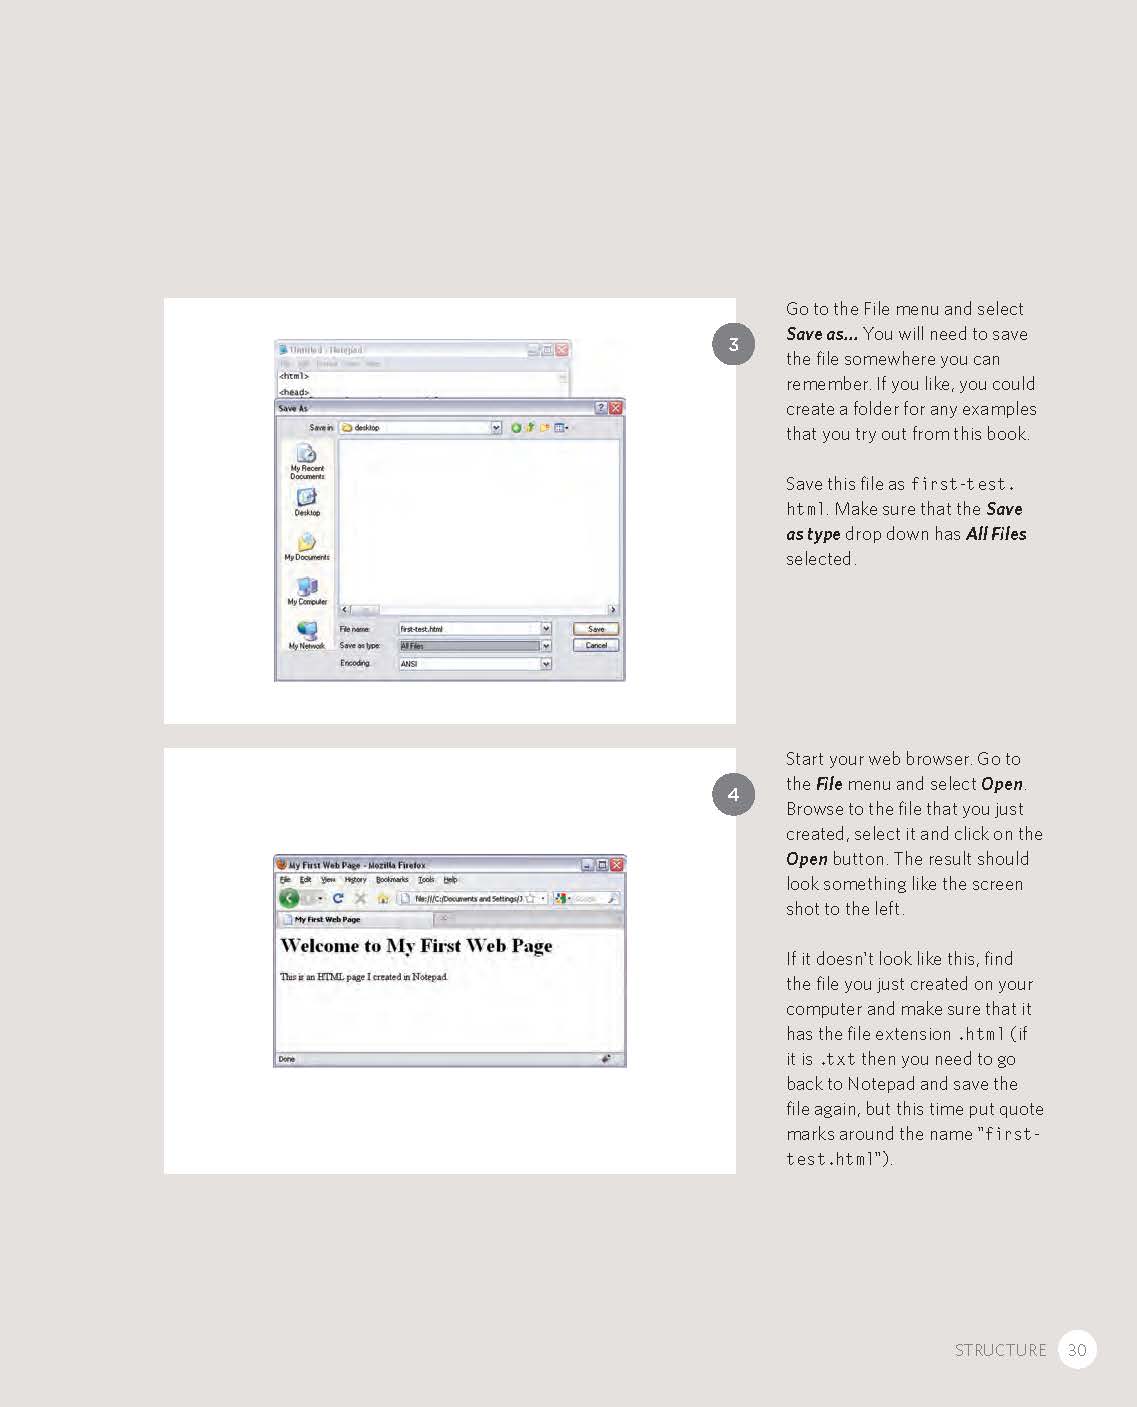 Untitled - Notepad
<html>
<head>
Save As
Save in:
desktop
My Recent
Documents
Desktop
My Documents
My Computer
My Network
File name:
first-test.html
Save
Save as type:
All Files
Cancel
Encoding:
ANSI
3
Go to the File menu and select
Save as... You will need to save
the file somewhere you can
remember. If you like, you could
create a folder for any examples
that you try out from this book.
Save this file as first-test.
html. Make sure that the Save
as type drop down has All Files
selected.
My First Web Page - Mozilla Firefox
File Edit View History Bookmarks Tools Help
file:///C:/Documents and Settings/J
Google
My First Web Page
Welcome to My First Web Page
This is an HTML page I created in Notepad.
Done
4
Start your web browser. Go to
the File menu and select Open.
Browse to the file that you just
created, select it and click on the
Open button. The result should
look something like the screen
shot to the left.
If it doesn't look like this, find
the file you just created on your
computer and make sure that it
has the file extension .html (if
it is .txt then you need to go
back to Notepad and save the
file again, but this time put quote
marks around the name "first-
test.html").
STRUCTURE 30